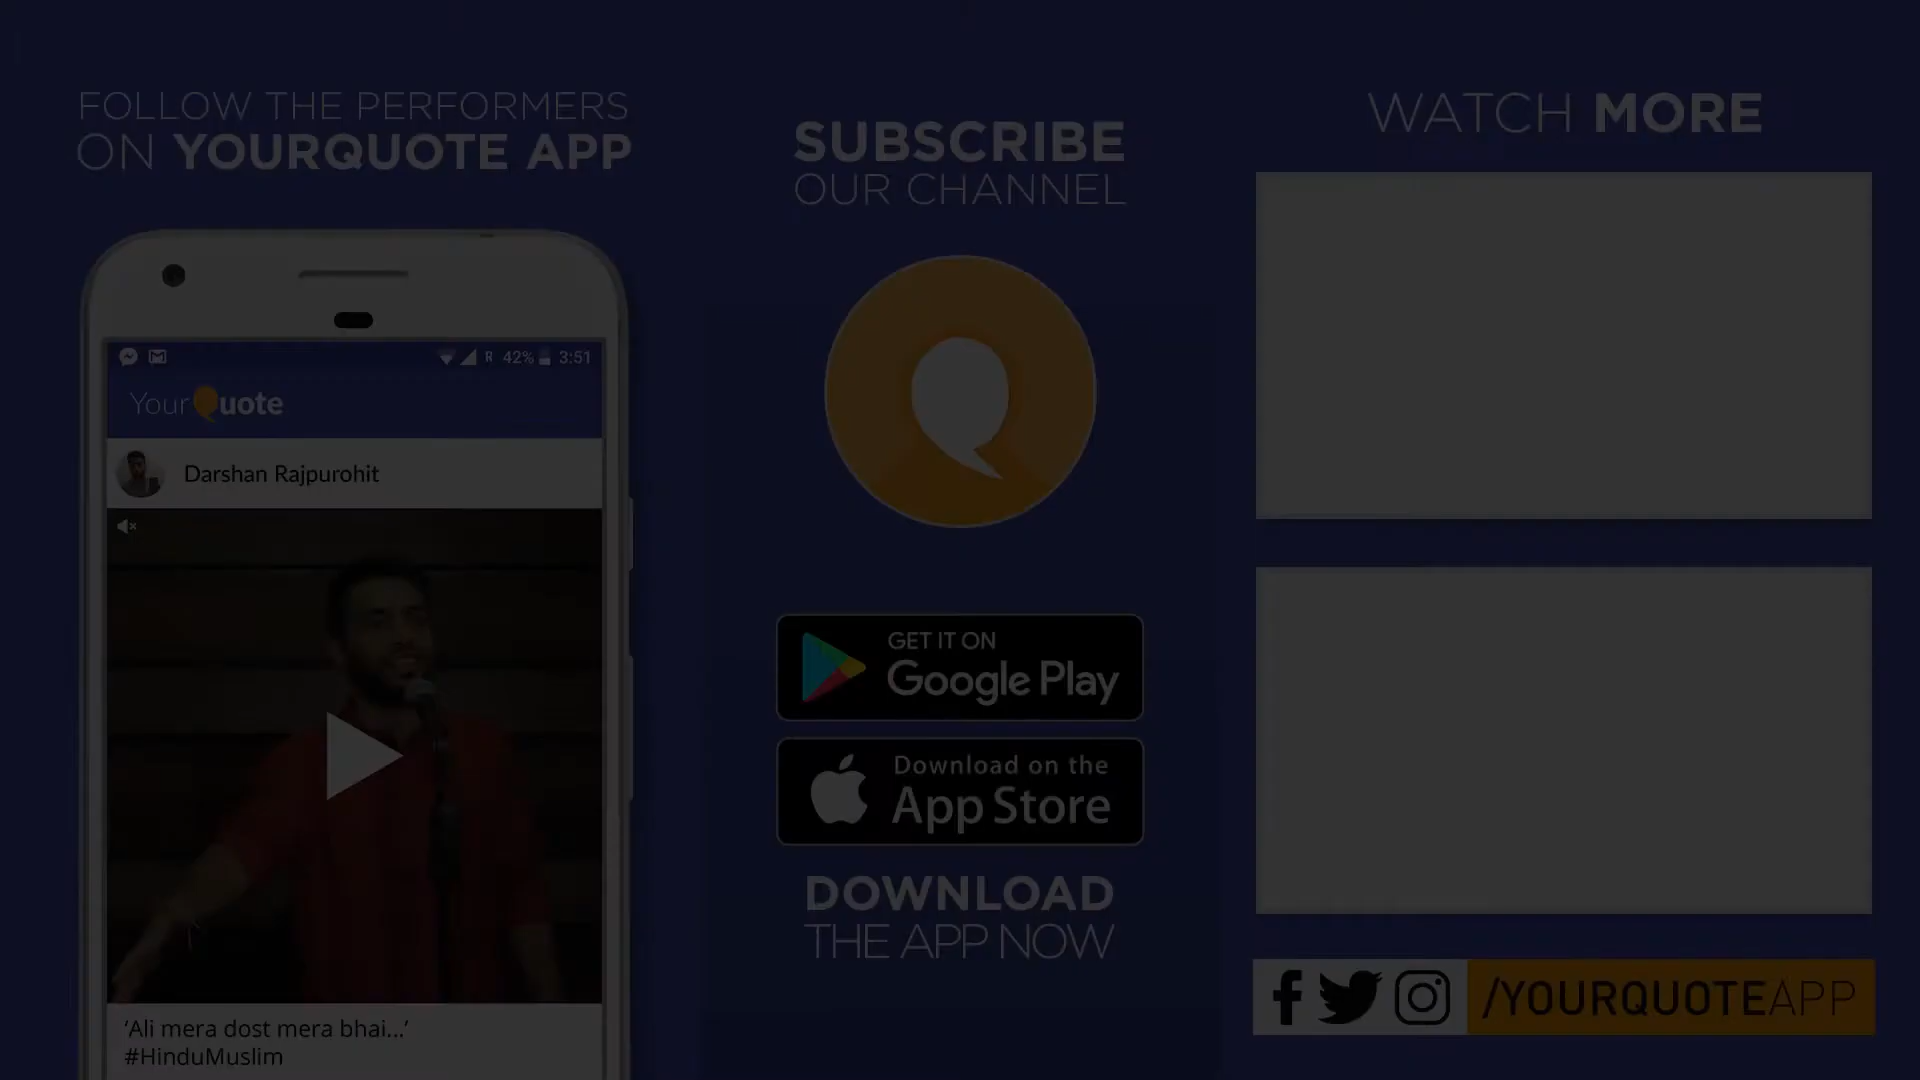 FOLLOW THE PERFORMERS
ON YOURQUOTE APP
R 42% 3:51
YourQuote
Darshan Rajpurohit
'Ali mera dost mera bhai...'
#HinduMuslim
SUBSCRIBE
OUR CHANNEL
GET IT ON
Google Play
Download on the
App Store
DOWNLOAD
THE APP NOW
WATCH MORE
/YOURQUOTEAPP